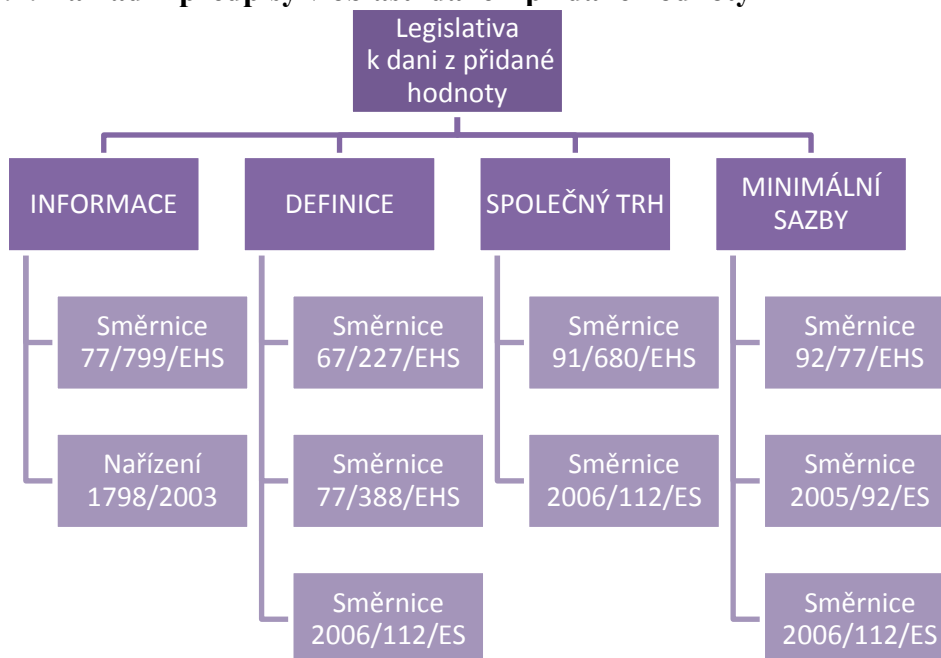 předpisy
Legislativa
k dani z přidané
hodnoty
INFORMACE
DEFINICE
SPOLEČNÝ TRH
MINIMÁLNÍ
SAZBY
Směrnice
77/799/EHS
Směrnice
67/227/EHS
Směrnice
91/680/EHS
Směrnice
92/77/EHS
Nařízení
1798/2003
Směrnice
77/388/EHS
Směrnice
2006/112/ES
Směrnice
2005/92/ES
Směrnice
2006/112/ES
Směrnice
2006/112/ES